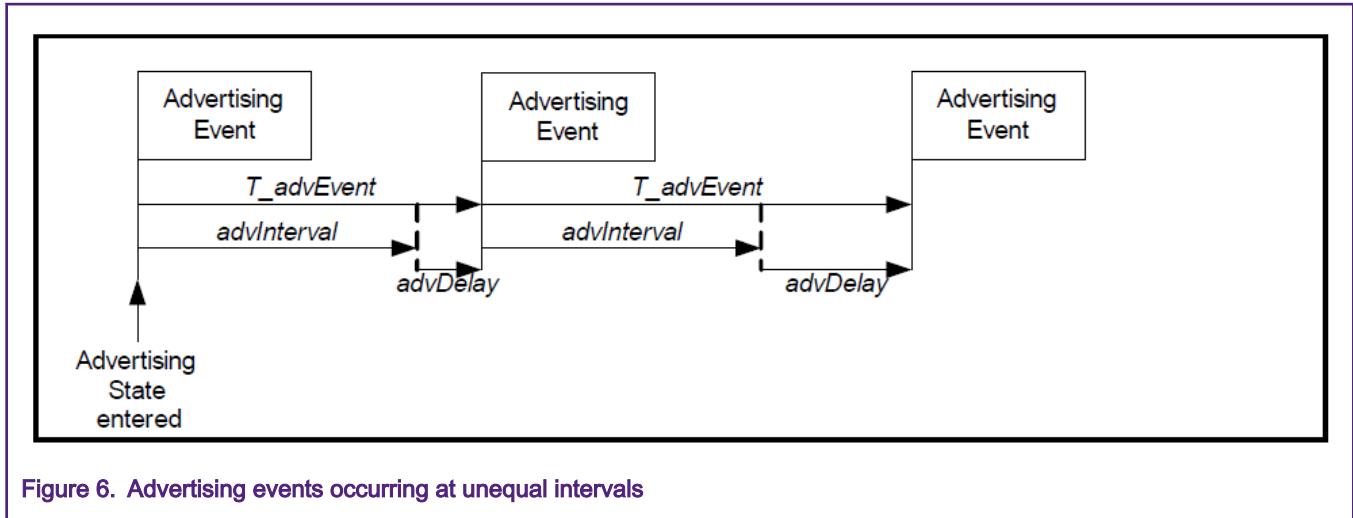 Advertising
Event
Advertising
Event
Advertising
Event
T_advEvent
T_advEvent
advInterval
advInterval
advDelay
advDelay
Advertising
State
entered
Figure 6. Advertising events occurring at unequal intervals